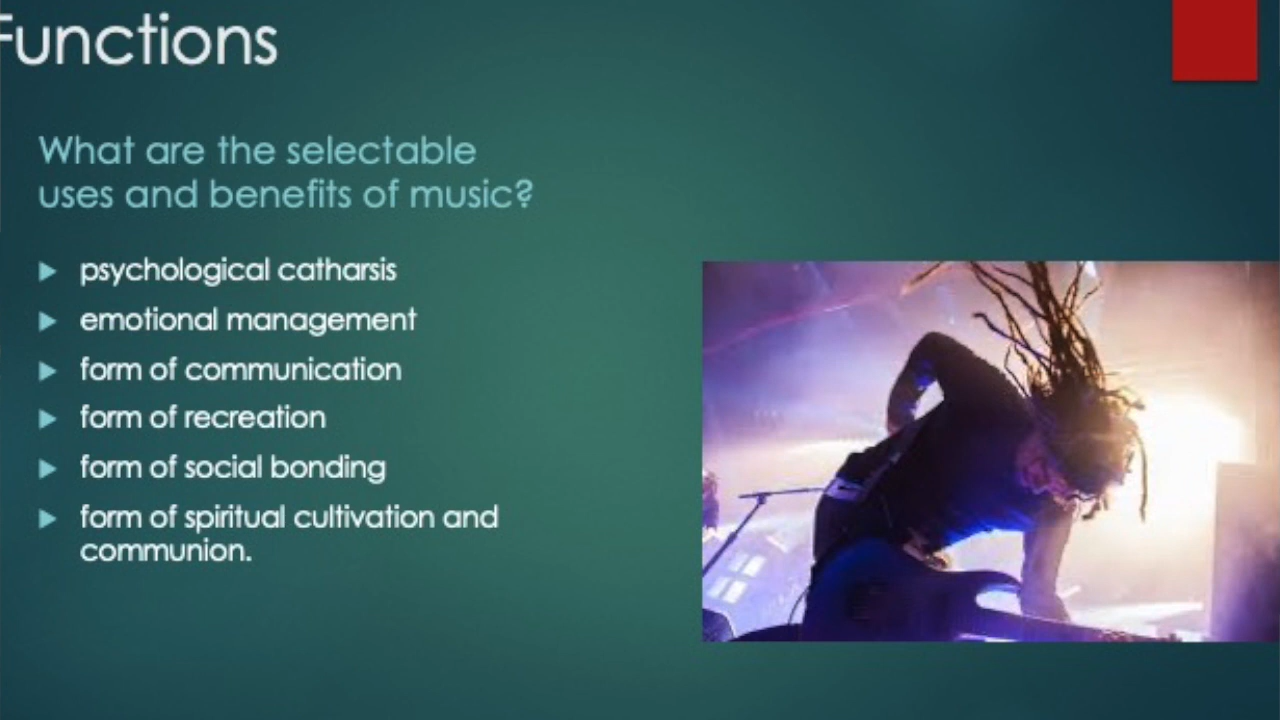 Functions
What are the selectable
uses and benefits of music?
psychological catharsis
emotional management
form of communication
form of recreation
form of social bonding
form of spiritual cultivation and
communion.